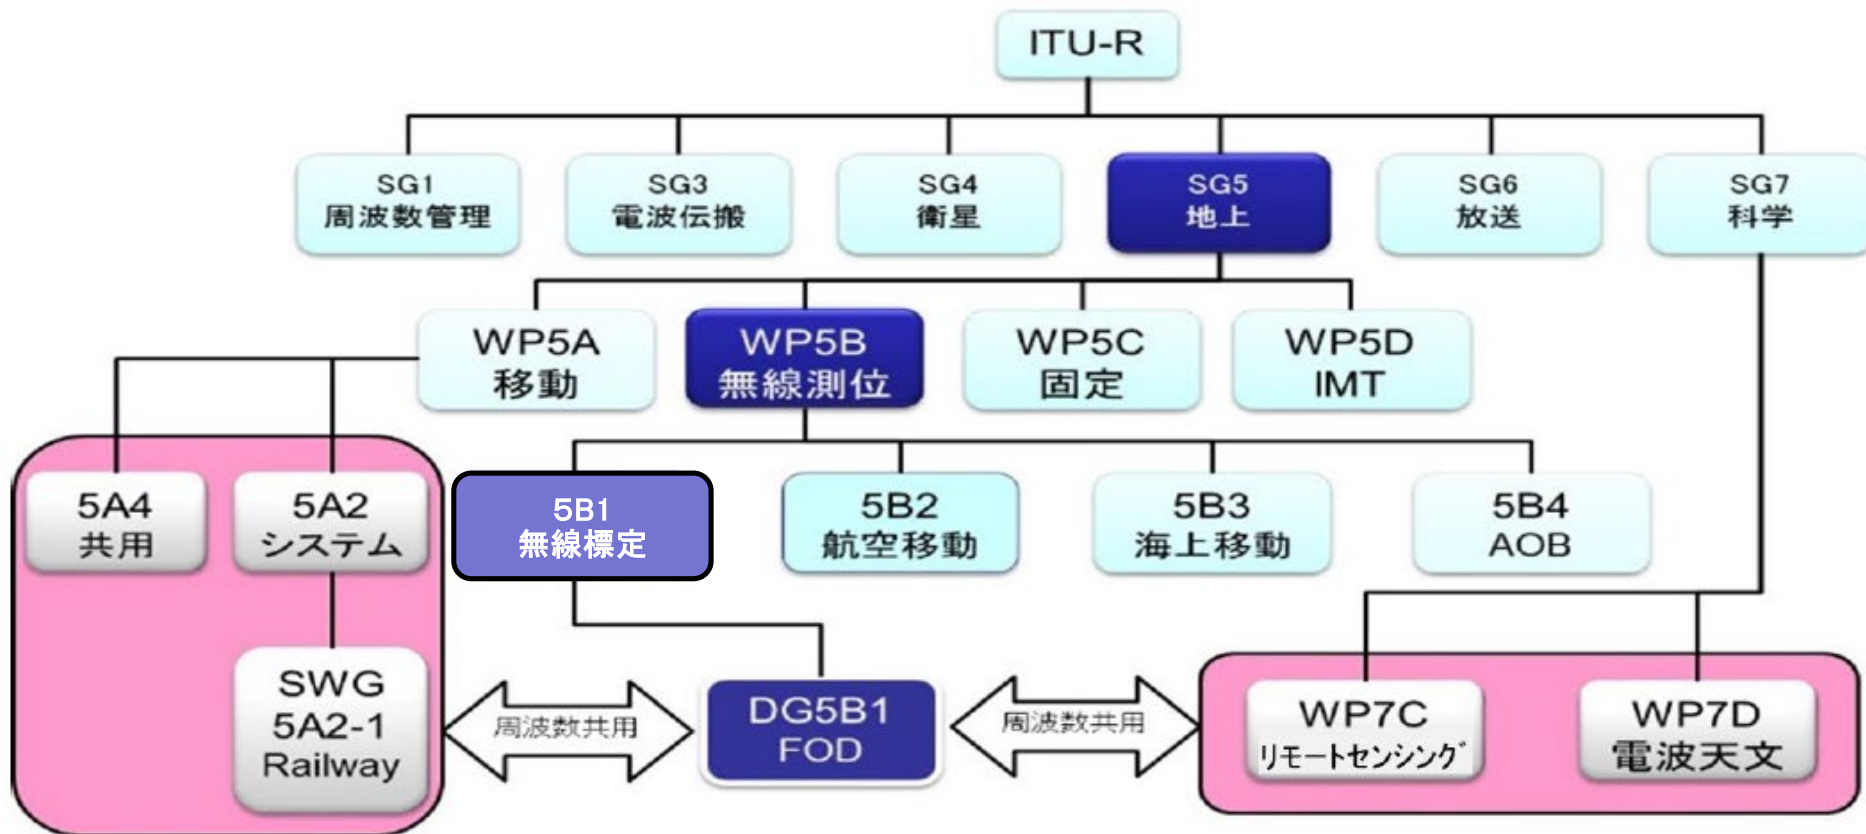 ITU-R
SG1
周波数管理
SG3
電波伝搬
SG4
衛星
SG5
地上
SG6
放送
SG7
科学
WP5A
移動
WP5B
無線測位
WP5C
固定
WP5D
IMT
5A4
共用
5A2
システム
5B1
無線標定
5B2
航空移動
5B3
海上移動
5B4
AOB
SWG
5A2-1
Railway
周波数共用
DG5B1
FOD
周波数共用
WP7C
リモートセンシング
WP7D
電波天文